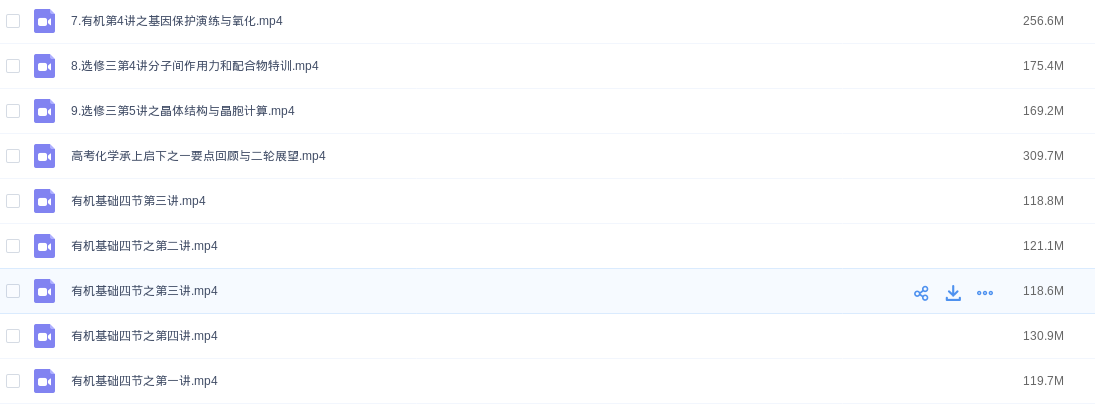 7.有机第4讲之基因保护演练与氧化.mp4 256.6M
8.选修三第4讲分子间作用力和配合物特训.mp4 175.4M
9.选修三第5讲之晶体结构与晶胞计算.mp4 169.2M
高考化学承上启下之一要点回顾与二轮展望.mp4 309.7M
有机基础四节第三讲.mp4 118.8M
有机基础四节之第二讲.mp4 121.1M
有机基础四节之第三讲.mp4 118.6M
有机基础四节之第四讲.mp4 130.9M
有机基础四节之第一讲.mp4 119.7M